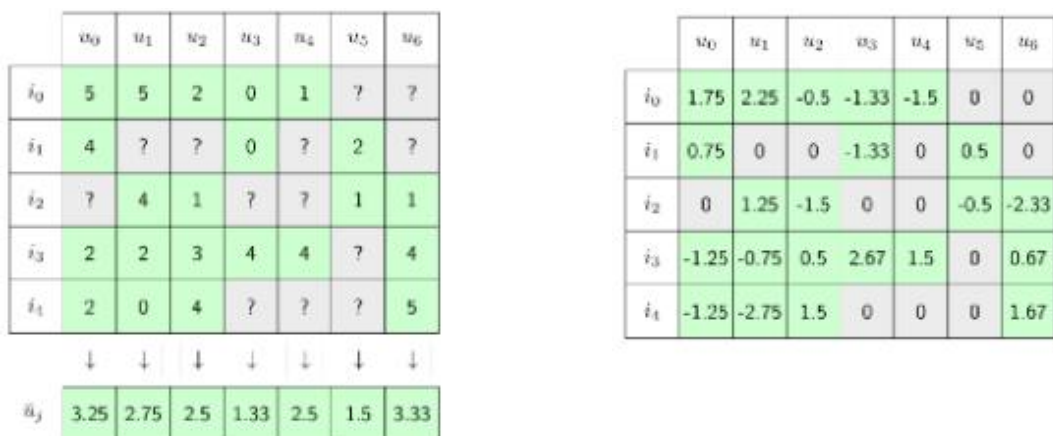 u₀ u₁ u₂ u₃ u₄ u₅ u₆
i₀ 5 5 2 0 1 ? ?
i₁ 4 ? ? 0 ? 2 ?
i₂ ? 4 1 ? ? 1 1
i₃ 2 2 3 4 4 ? 4
i₄ 2 0 4 ? ? ? 5
↓ ↓ ↓ ↓ ↓ ↓ ↓
ū_j 3.25 2.75 2.5 1.33 2.5 1.5 3.33
u₀ u₁ u₂ u₃ u₄ u₅ u₆
i₀ 1.75 2.25 -0.5 -1.33 -1.5 0 0
i₁ 0.75 0 0 -1.33 0 0.5 0
i₂ 0 1.25 -1.5 0 0 -0.5 -2.33
i₃ -1.25 -0.75 0.5 2.67 1.5 0 0.67
i₄ -1.25 -2.75 1.5 0 0 0 1.67